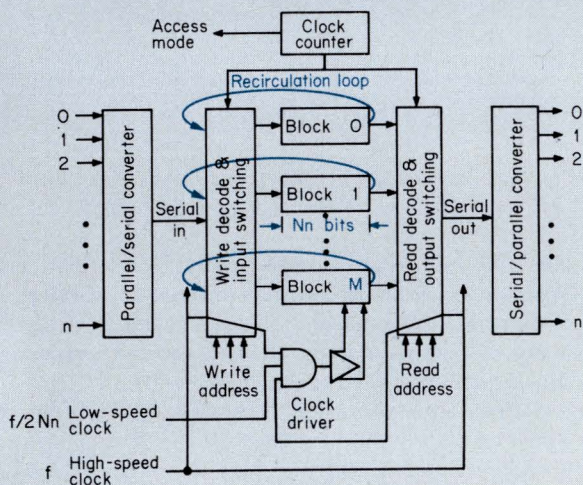 Access mode
Clock counter
Recirculation loop
0
1
2
n
Parallel/serial converter
Serial in
Write decode & input switching
Block 0
Block 1
Nn bits
Block M
Read decode & output switching
Serial out
Serial/parallel converter
0
1
2
n
Write address
Read address
Clock driver
f/2 Nn Low-speed clock
f High-speed clock